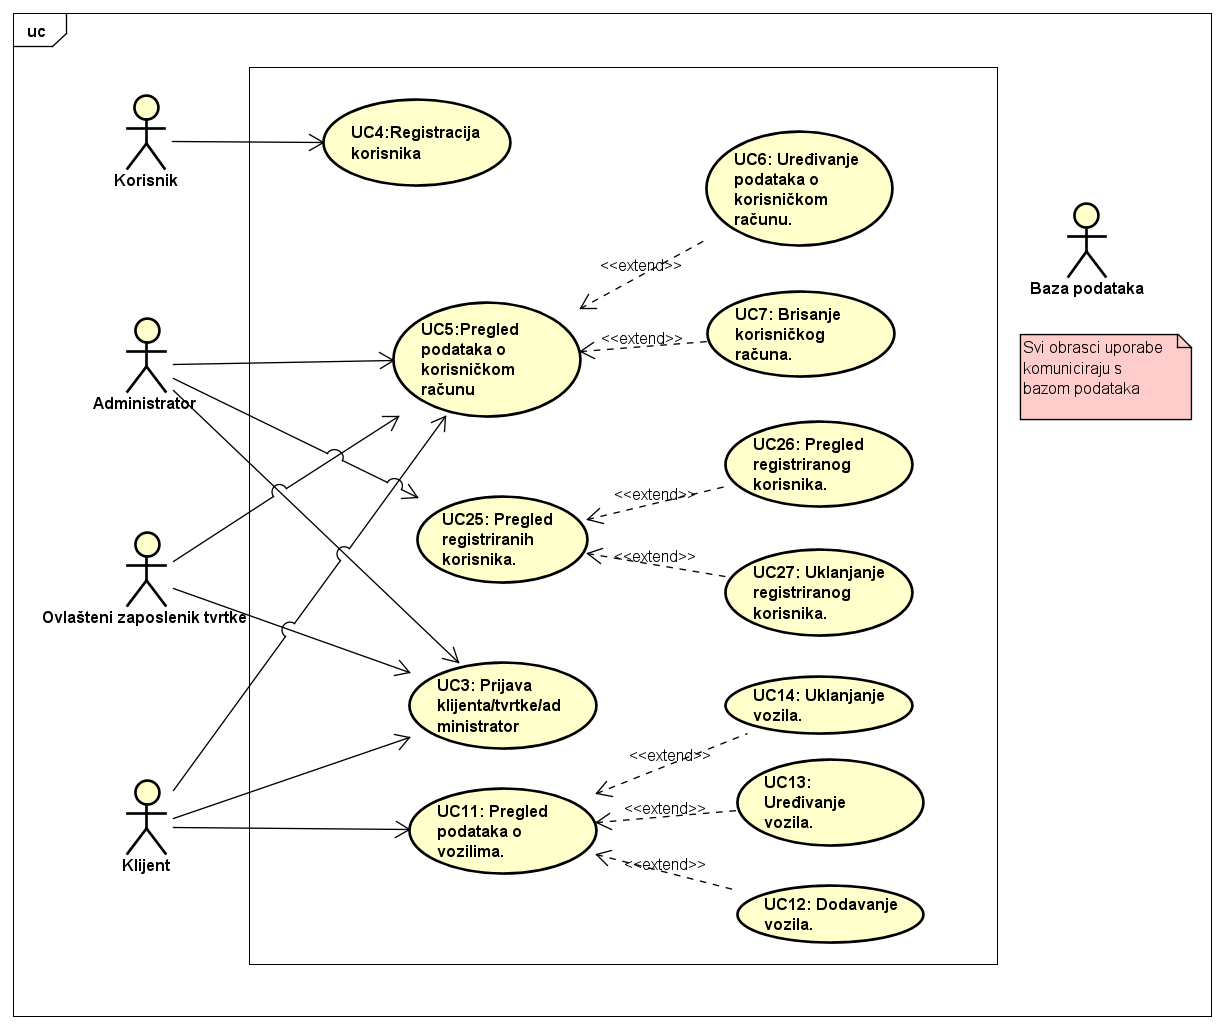 uc
Korisnik
UC4:Registracija
korisnika
UC6: Uređivanje
podataka o
korisničkom
računu.
Baza podataka
Svi obrasci uporabe
komuniciraju s
bazom podataka
<<extend>>
UC7: Brisanje
korisničkog
računa.
<<extend>>
UC5:Pregled
podataka o
korisničkom
računu
Administrator
UC26: Pregled
registriranog
korisnika.
<<extend>>
UC25: Pregled
registriranih
korisnika.
<<extend>>
UC27: Uklanjanje
registriranog
korisnika.
Ovlašteni zaposlenik tvrtke
UC3: Prijava
klijenta/tvrtke/ad
ministrator
UC14: Uklanjanje
vozila.
<<extend>>
UC13:
Uređivanje
vozila.
<<extend>>
UC11: Pregled
podataka o
vozilima.
Klijent
<<extend>>
UC12: Dodavanje
vozila.